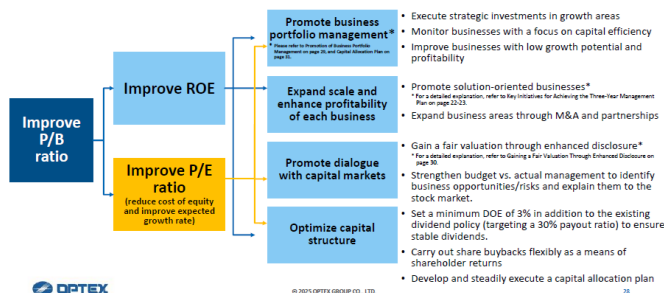 Improve
P/B
ratio
Improve ROE
Improve P/E
ratio
(reduce cost of equity
and improve expected
growth rate)
Promote business
portfolio management*
* Please refer to Promotion of Business Portfolio
Management on page 29, and Capital Allocation Plan on
page 31.
Expand scale and
enhance profitability
of each business
Promote dialogue
with capital markets
Optimize capital
structure
• Execute strategic investments in growth areas
• Monitor businesses with a focus on capital efficiency
• Improve businesses with low growth potential and
profitability
• Promote solution-oriented businesses*
* For a detailed explanation, refer to Key Initiatives for Achieving the Three-Year Management
Plan on page 22-23.
• Expand business areas through M&A and partnerships
• Gain a fair valuation through enhanced disclosure*
* For a detailed explanation, refer to Gaining a Fair Valuation Through Enhanced Disclosure on
page 30.
• Strengthen budget vs. actual management to identify
business opportunities/risks and explain them to the
stock market.
• Set a minimum DOE of 3% in addition to the existing
dividend policy (targeting a 30% payout ratio) to ensure
stable dividends.
• Carry out share buybacks flexibly as a means of
shareholder returns
• Develop and steadily execute a capital allocation plan
OPTEX
© 2025 OPTEX GROUP CO., LTD.
28